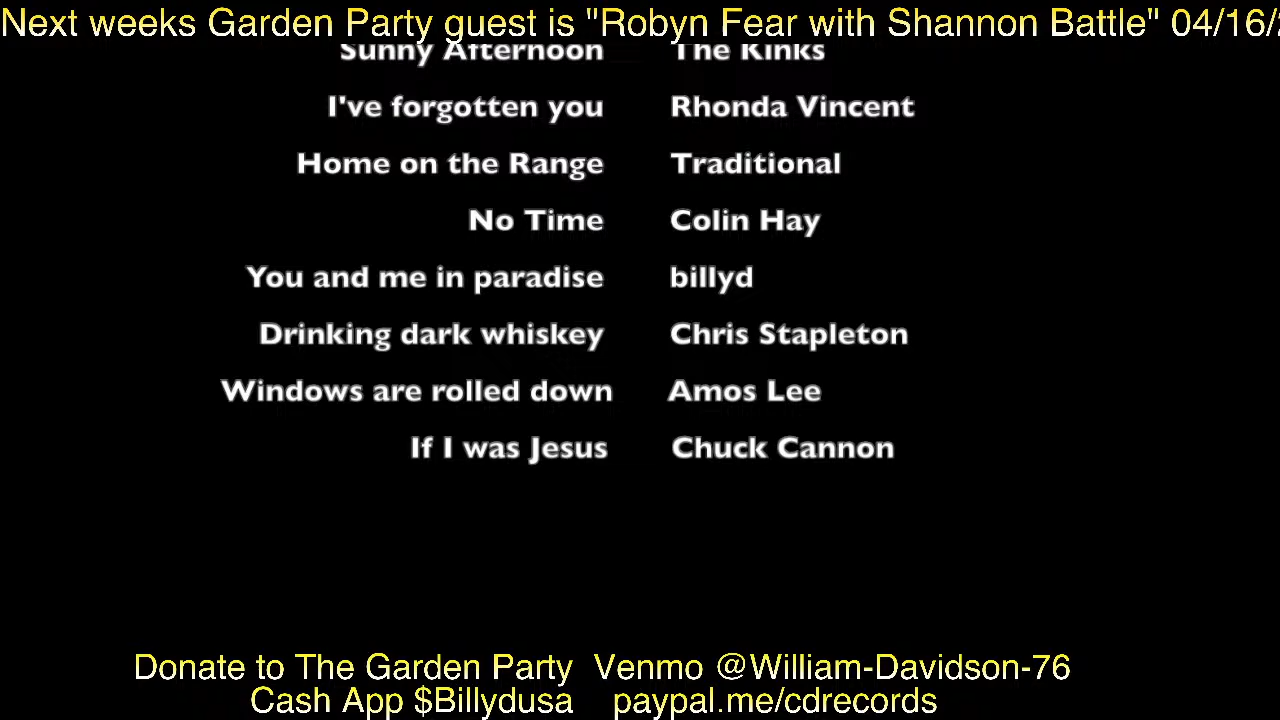 Next weeks Garden Party guest is "Robyn Fear with Shannon Battle" 04/16/
Sunny Afternoon The Kinks
I've forgotten you Rhonda Vincent
Home on the Range Traditional
No Time Colin Hay
You and me in paradise billyd
Drinking dark whiskey Chris Stapleton
Windows are rolled down Amos Lee
If I was Jesus Chuck Cannon
Donate to The Garden Party Venmo @William-Davidson-76
Cash App $Billydusa paypal.me/cdrecords